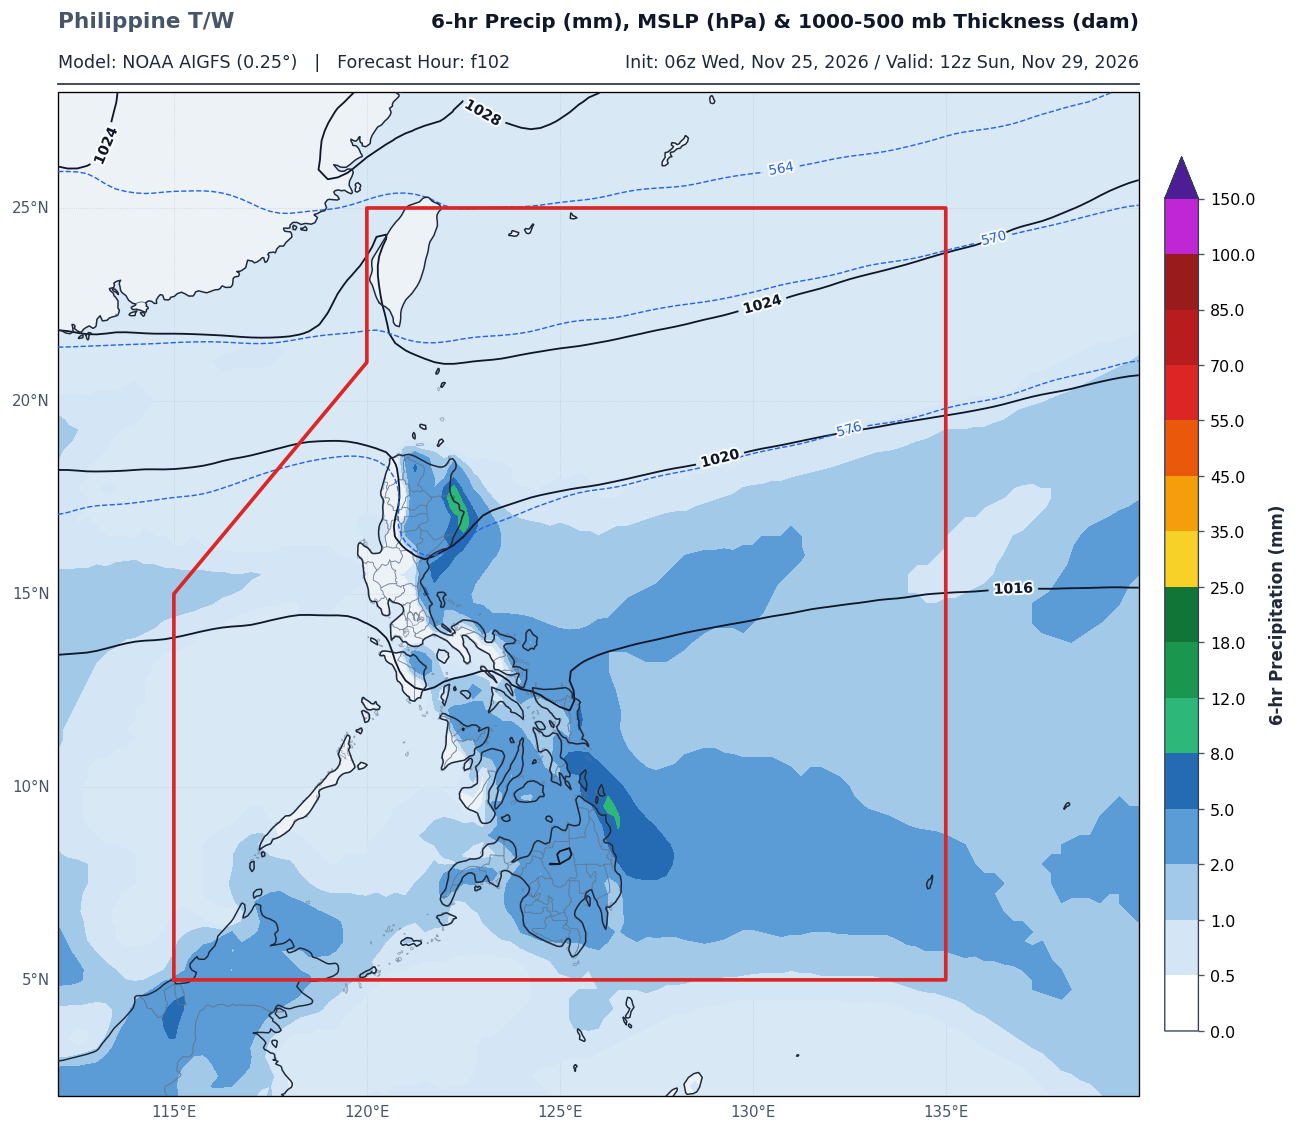 Philippine T/W
6-hr Precip (mm), MSLP (hPa) & 1000-500 mb Thickness (dam)
Model: NOAA AIGFS (0.25°) | Forecast Hour: f102
Init: 06z Wed, Nov 25, 2026 / Valid: 12z Sun, Nov 29, 2026
1024
1028
564
570
1024
576
1020
1016
25°N
20°N
15°N
10°N
5°N
115°E
120°E
125°E
130°E
135°E
150.0
100.0
85.0
70.0
55.0
45.0
35.0
25.0
18.0
12.0
8.0
5.0
2.0
1.0
0.5
0.0
6-hr Precipitation (mm)